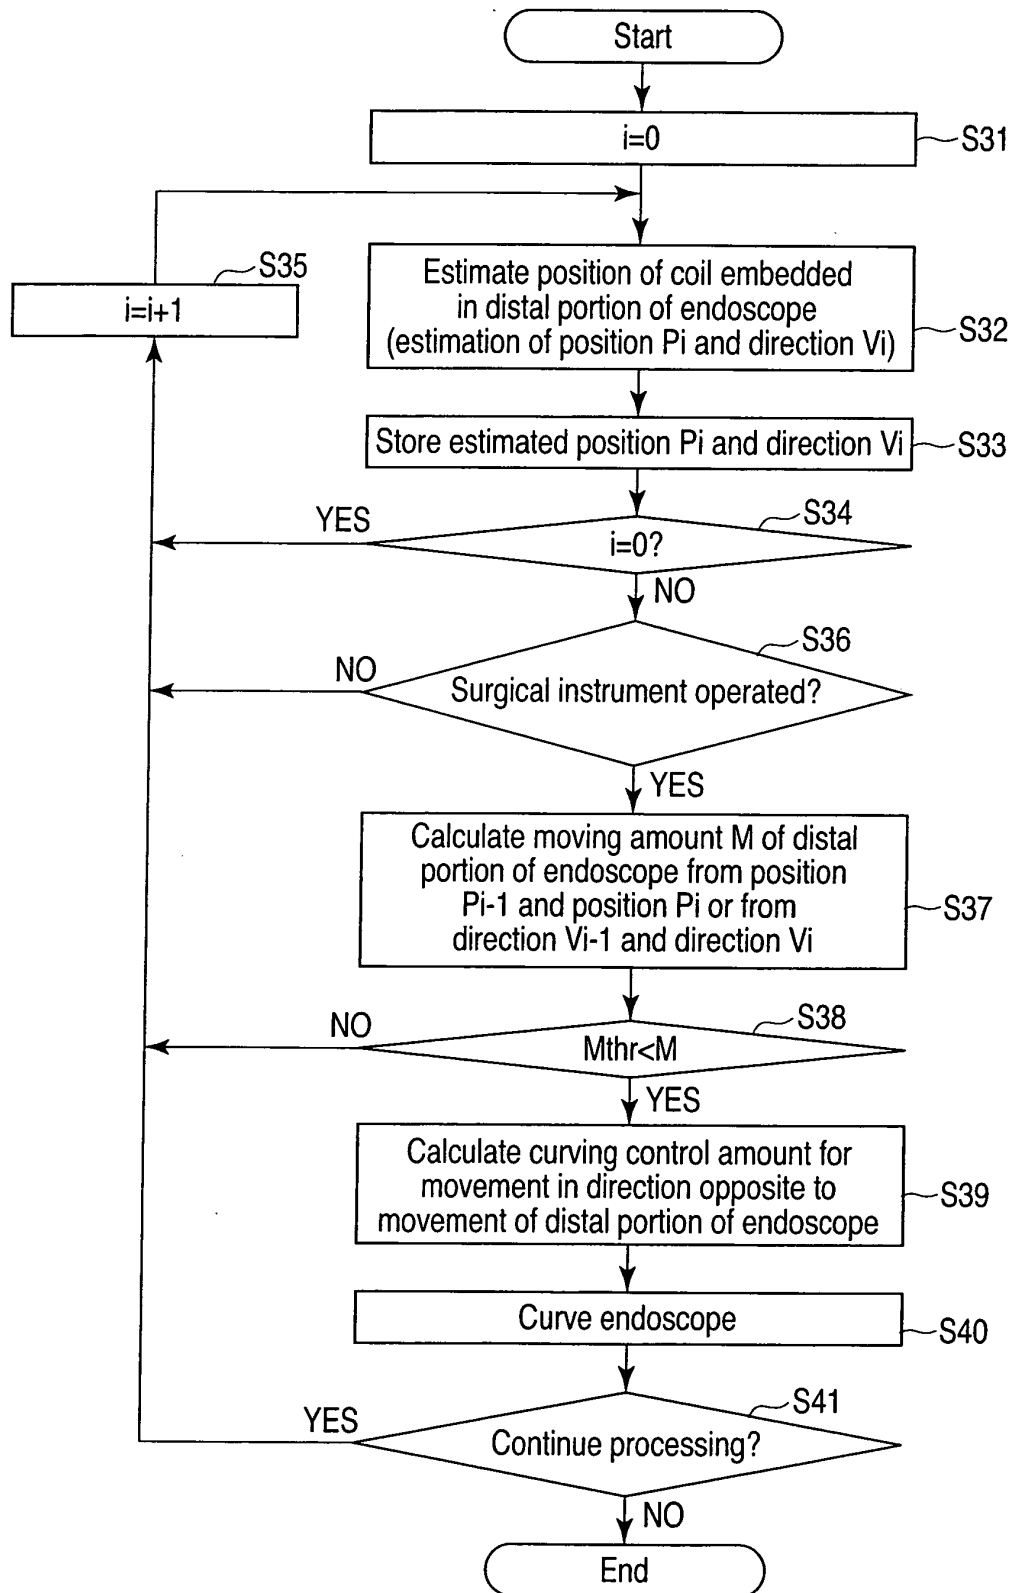 Start
i=0
S31
S35
i=i+1
Estimate position of coil embedded
in distal portion of endoscope
(estimation of position Pi and direction Vi)
S32
Store estimated position Pi and direction Vi
S33
YES
S34
i=0?
NO
S36
NO
Surgical instrument operated?
YES
Calculate moving amount M of distal
portion of endoscope from position
Pi-1 and position Pi or from
direction Vi-1 and direction Vi
S37
NO
S38
Mthr<M
YES
Calculate curving control amount for
movement in direction opposite to
movement of distal portion of endoscope
S39
Curve endoscope
S40
YES
S41
Continue processing?
NO
End